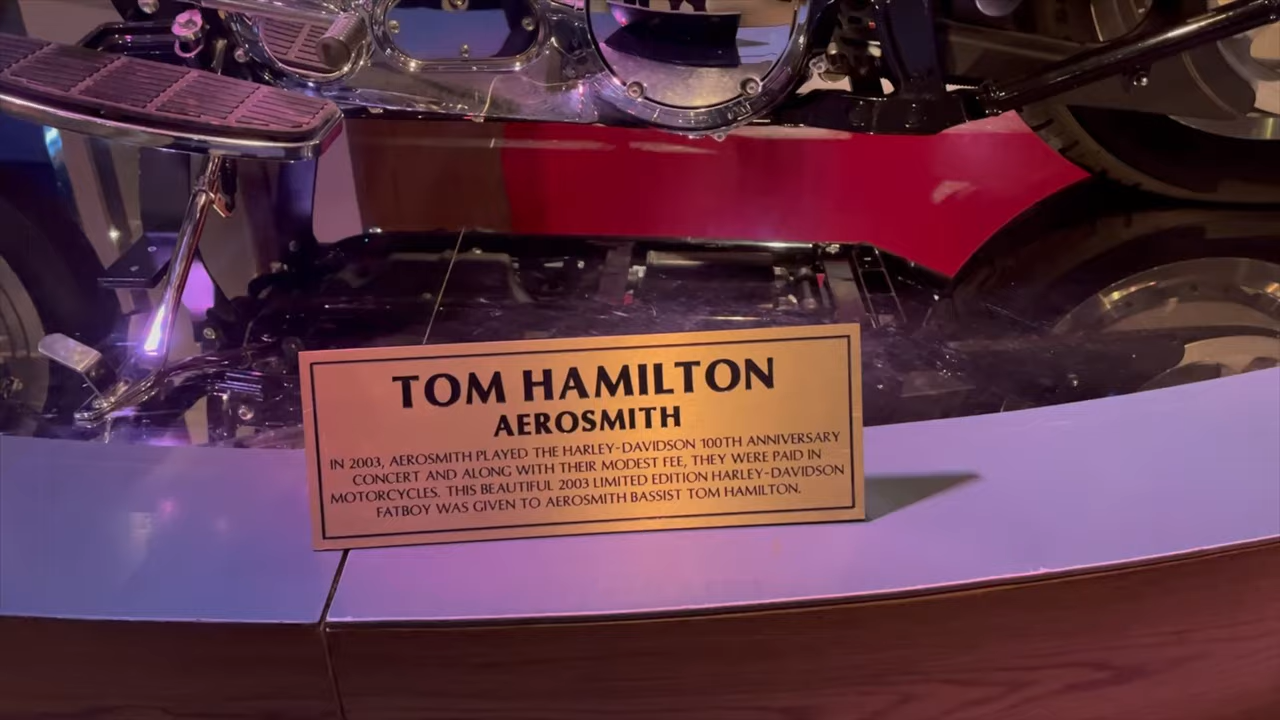 TOM HAMILTON
AEROSMITH
IN 2003, AEROSMITH PLAYED THE HARLEY-DAVIDSON 100TH ANNIVERSARY
CONCERT AND ALONG WITH THEIR MODEST FEE, THEY WERE PAID IN
MOTORCYCLES. THIS BEAUTIFUL 2003 LIMITED EDITION HARLEY-DAVIDSON
FATBOY WAS GIVEN TO AEROSMITH BASSIST TOM HAMILTON.